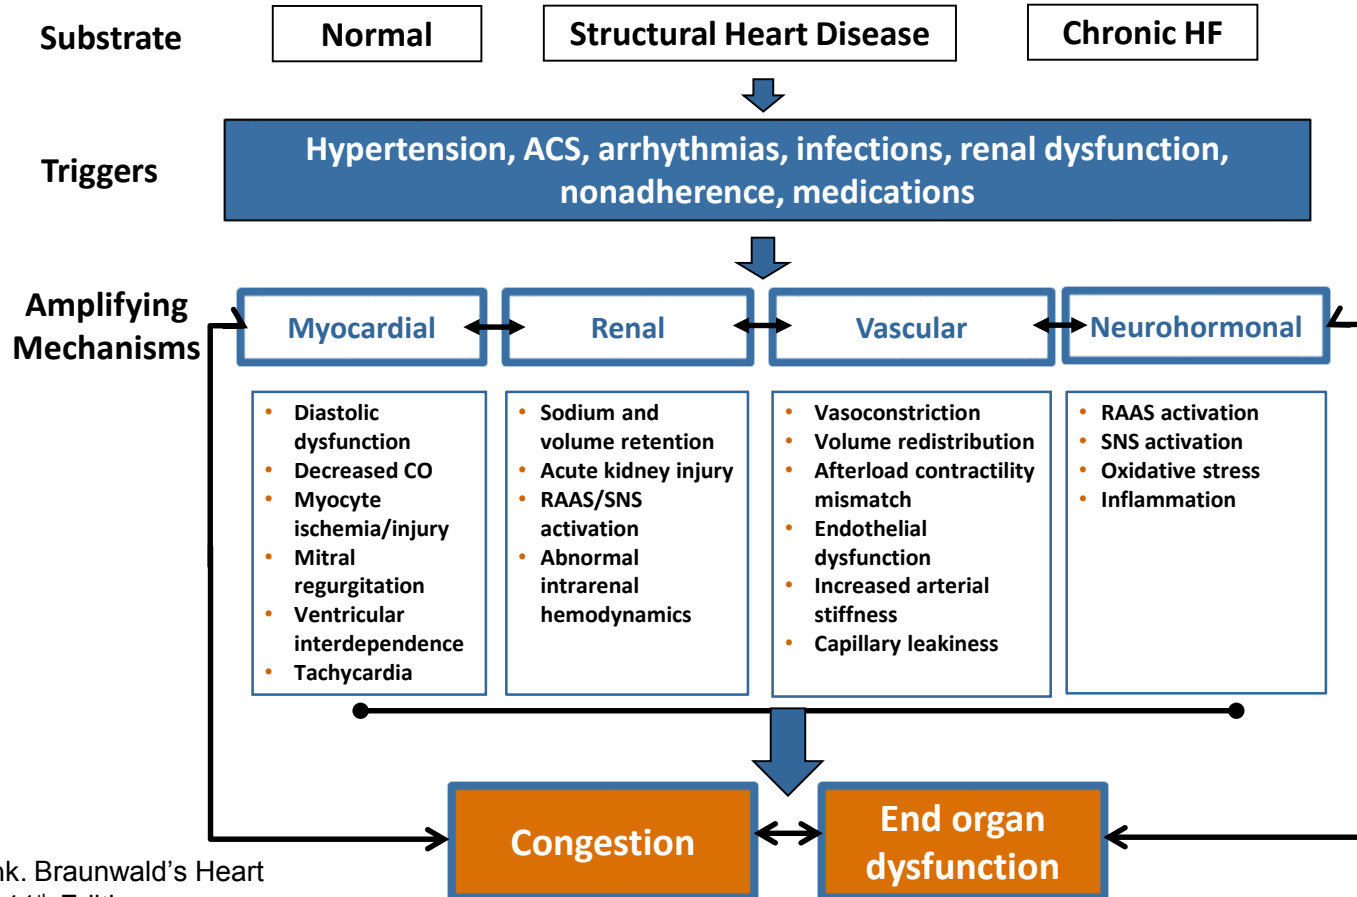 Substrate
Normal
Structural Heart Disease
Chronic HF
Triggers
Hypertension, ACS, arrhythmias, infections, renal dysfunction,
nonadherence, medications
Amplifying
Mechanisms
Myocardial
Renal
Vascular
Neurohormonal
• Diastolic
dysfunction
• Decreased CO
• Myocyte
ischemia/injury
• Mitral
regurgitation
• Ventricular
interdependence
• Tachycardia
• Sodium and
volume retention
• Acute kidney injury
• RAAS/SNS
activation
• Abnormal
intrarenal
hemodynamics
• Vasoconstriction
• Volume redistribution
• Afterload contractility
mismatch
• Endothelial
dysfunction
• Increased arterial
stiffness
• Capillary leakiness
• RAAS activation
• SNS activation
• Oxidative stress
• Inflammation
Congestion
End organ
dysfunction
nk. Braunwald's Heart